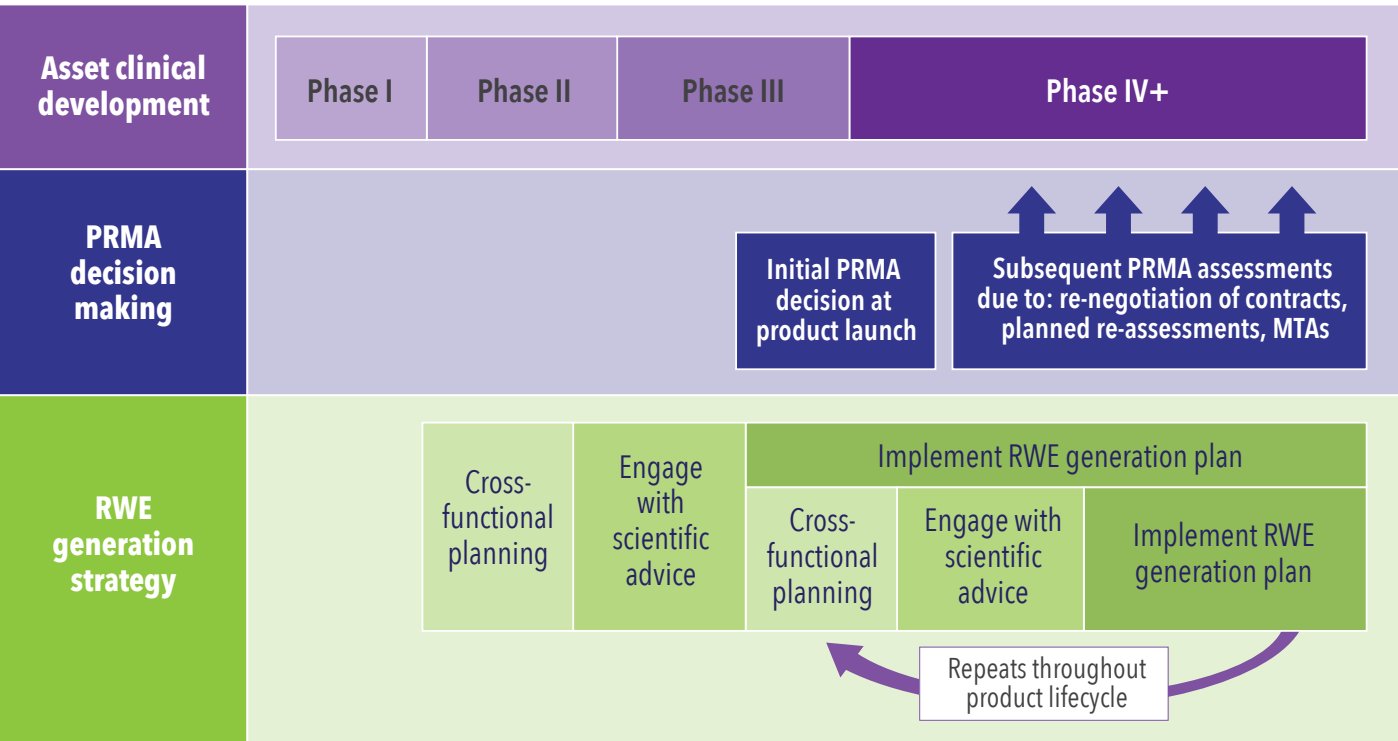 Asset clinical
development
Phase I
Phase II
Phase III
Phase IV+
PRMA
decision
making
Initial PRMA
decision at
product launch
Subsequent PRMA assessments
due to: re-negotiation of contracts,
planned re-assessments, MTAs
RWE
generation
strategy
Cross-
functional
planning
Engage
with
scientific
advice
Implement RWE generation plan
Cross-
functional
planning
Engage with
scientific
advice
Implement RWE
generation plan
Repeats throughout
product lifecycle